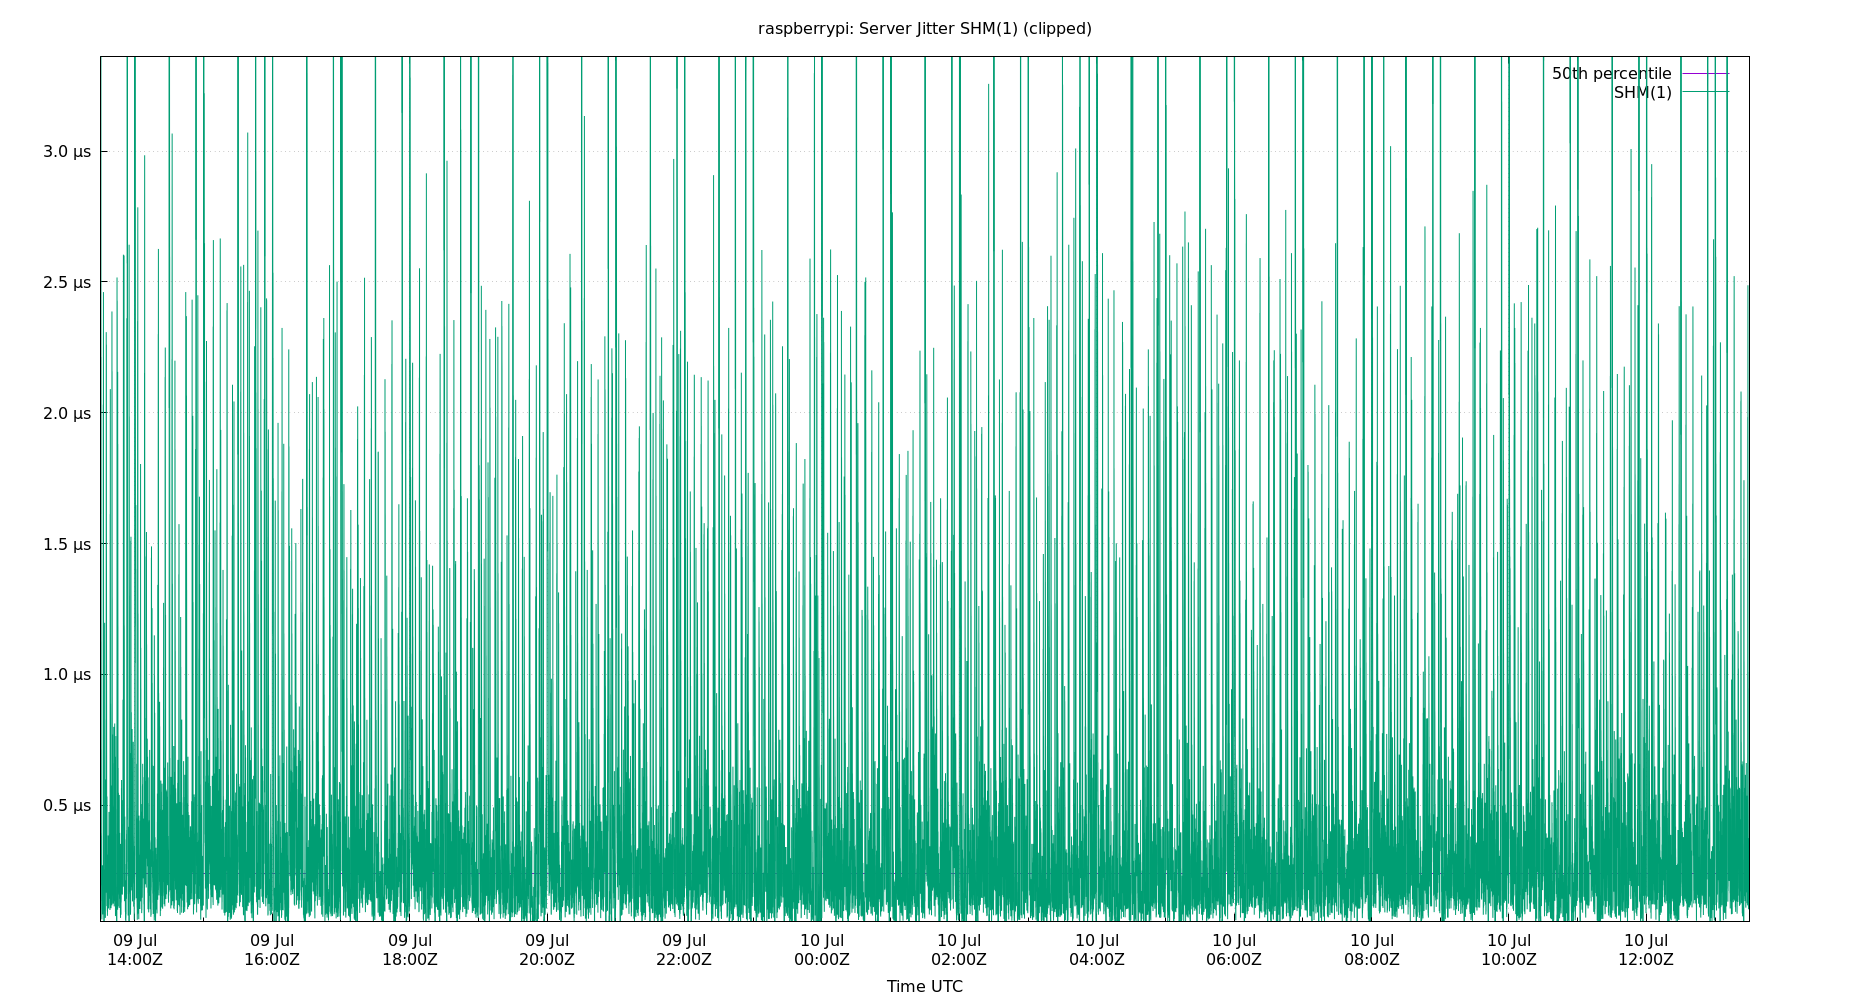 raspberrypi: Server Jitter SHM(1) (clipped)
50th percentile
SHM(1)
3.0 µs
2.5 µs
2.0 µs
1.5 µs
1.0 µs
0.5 µs
09 Jul 09 Jul 09 Jul 09 Jul 09 Jul 10 Jul 10 Jul 10 Jul 10 Jul 10 Jul 10 Jul 10 Jul
14:00Z 16:00Z 18:00Z 20:00Z 22:00Z 00:00Z 02:00Z 04:00Z 06:00Z 08:00Z 10:00Z 12:00Z
Time UTC